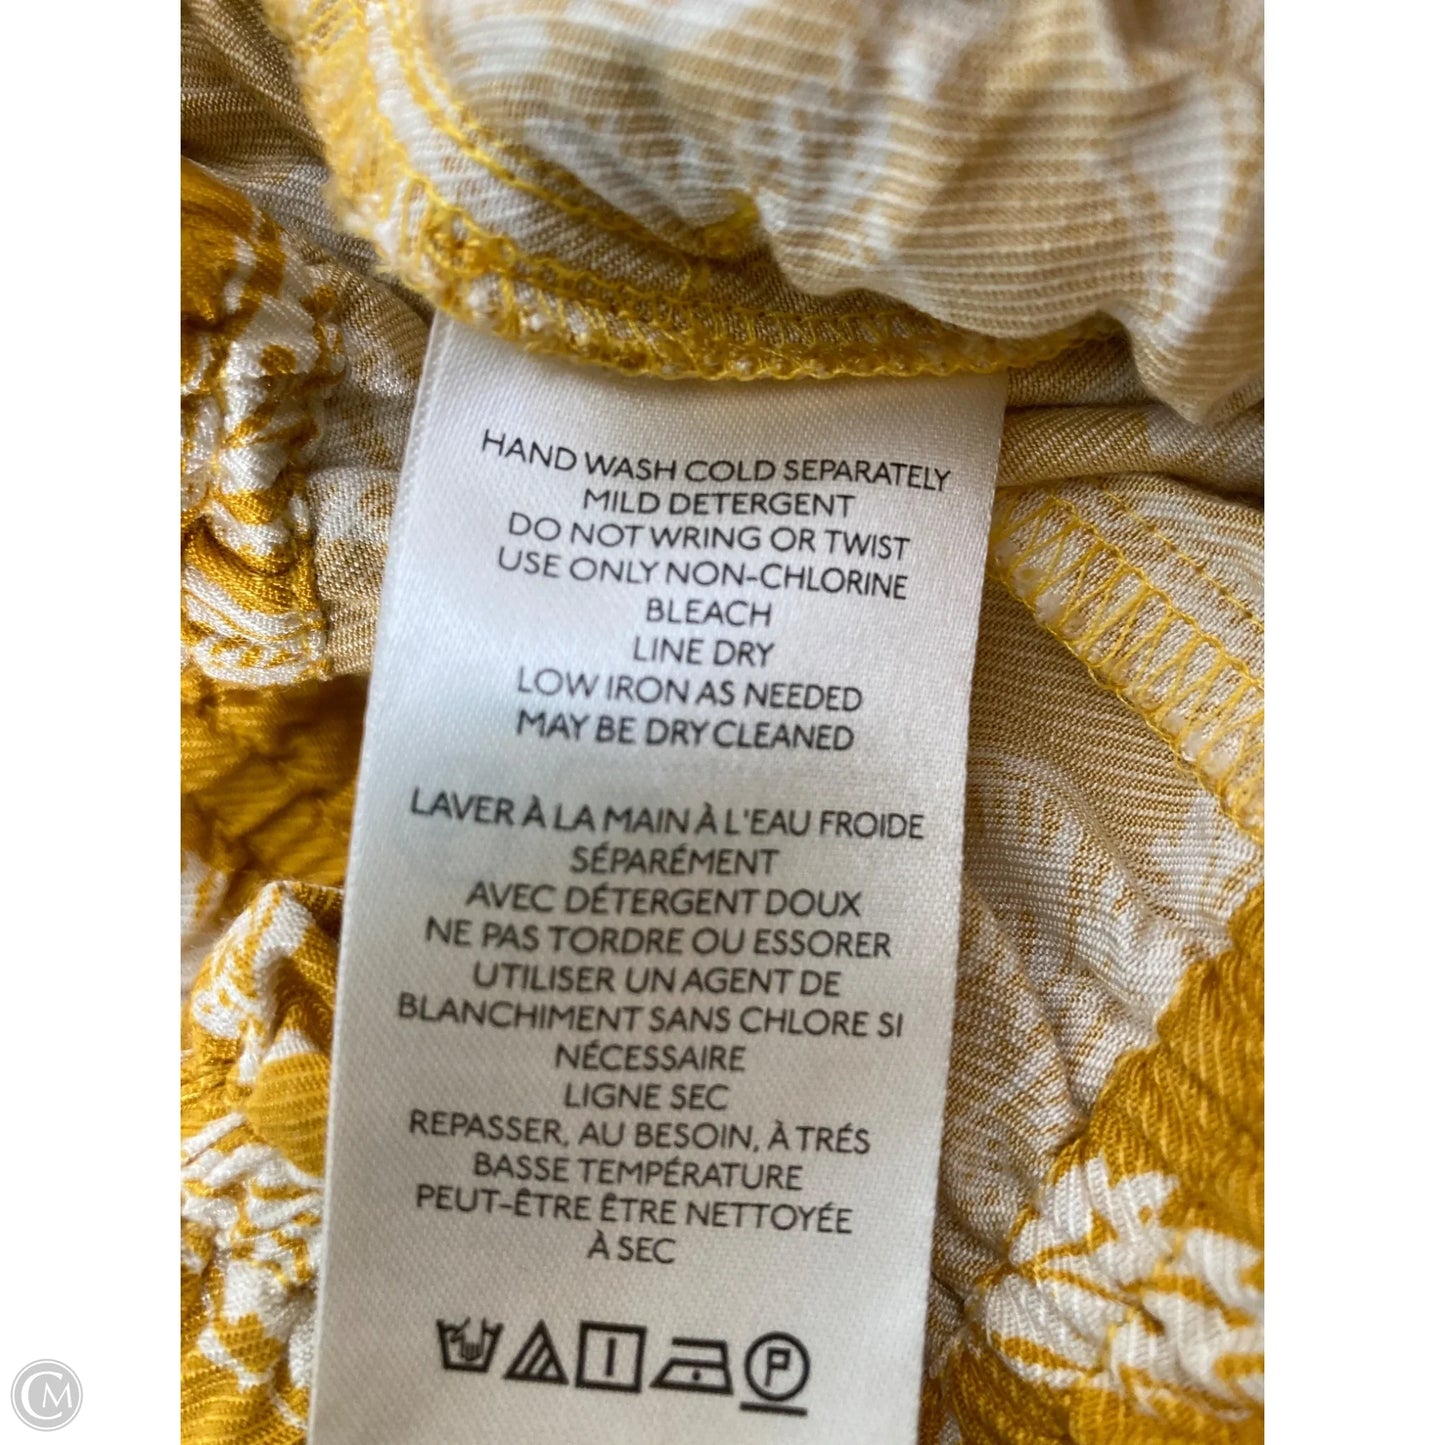 HAND WASH COLD SEPARATELY
MILD DETERGENT
DO NOT WRING OR TWIST
USE ONLY NON-CHLORINE
BLEACH
LINE DRY
LOW IRON AS NEEDED
MAY BE DRY CLEANED
LAVER À LA MAIN À L'EAU FROIDE
SÉPARÉMENT
AVEC DÉTERGENT DOUX
NE PAS TORDRE OU ESSORER
UTILISER UN AGENT DE
BLANCHIMENT SANS CHLORE SI
NÉCESSAIRE
LIGNE SEC
REPASSER, AU BESOIN, À TRÉS
BASSE TEMPÉRATURE
PEUT-ÊTRE ÊTRE NETTOYÉE
À SEC
P
CM